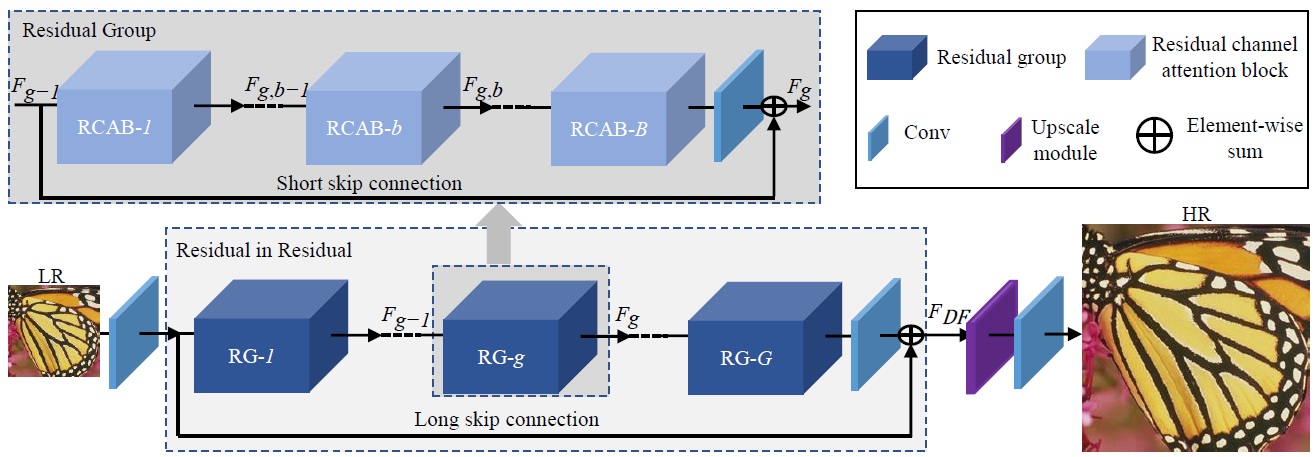 Residual Group
F_{g-1}
RCAB-1
F_{g,b-1}
RCAB-b
F_{g,b}
RCAB-B
F_g
Short skip connection
Residual group
Residual channel
attention block
Conv
Upscale
module
Element-wise
sum
LR
Residual in Residual
RG-1
F_{g-1}
RG-g
F_g
RG-G
F_{DF}
Long skip connection
HR